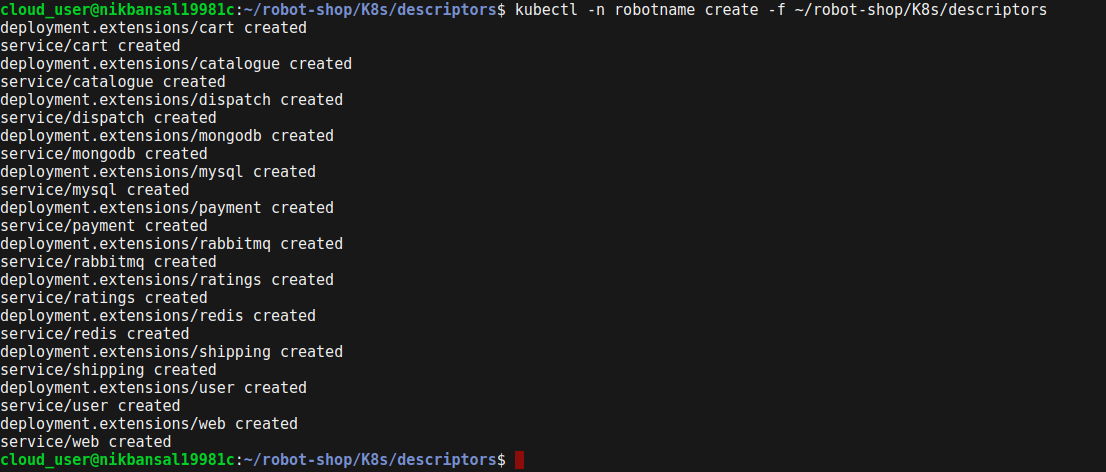 cloud_user@nikbansal19981c:~/robot-shop/K8s/descriptors$ kubectl -n robotname create -f ~/robot-shop/K8s/descriptors
deployment.extensions/cart created
service/cart created
deployment.extensions/catalogue created
service/catalogue created
deployment.extensions/dispatch created
service/dispatch created
deployment.extensions/mongodb created
service/mongodb created
deployment.extensions/mysql created
service/mysql created
deployment.extensions/payment created
service/payment created
deployment.extensions/rabbitmq created
service/rabbitmq created
deployment.extensions/ratings created
service/ratings created
deployment.extensions/redis created
service/redis created
deployment.extensions/shipping created
service/shipping created
deployment.extensions/user created
service/user created
deployment.extensions/web created
service/web created
cloud_user@nikbansal19981c:~/robot-shop/K8s/descriptors$